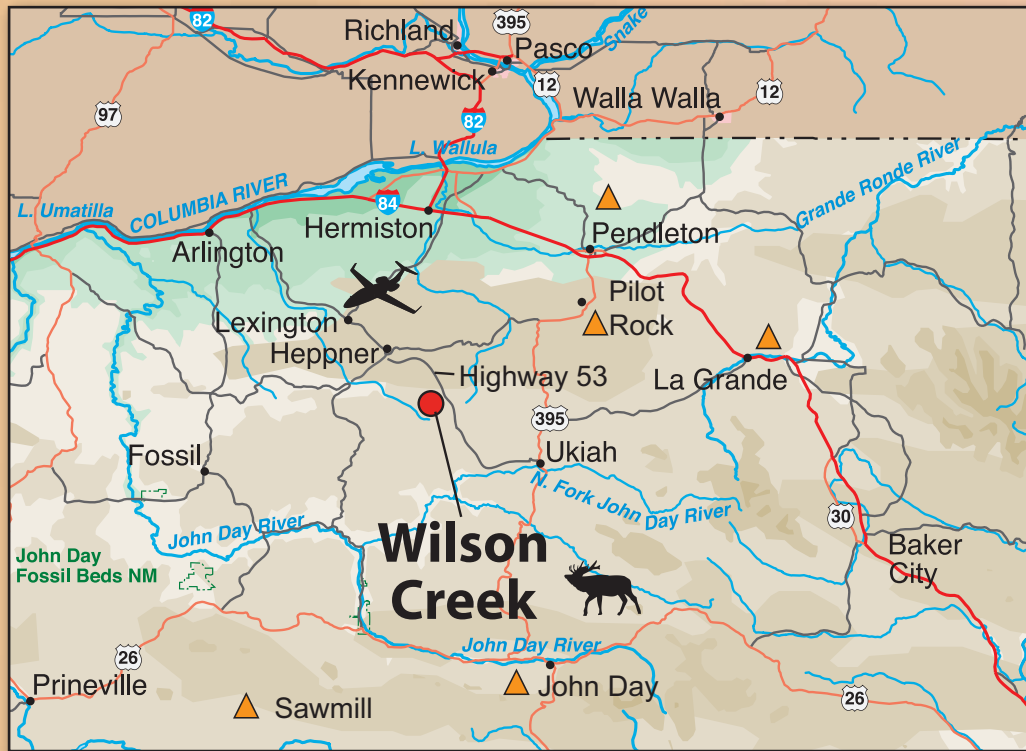 82
Richland
395
Pasco
Snake
Kennewick
12
Walla Walla
12
97
82
L. Wallula
COLUMBIA RIVER
84
L. Umatilla
Grande Ronde River
Arlington
Hermiston
Pendleton
Pilot
Rock
Lexington
Heppner
Highway 53
La Grande
395
Fossil
Ukiah
N. Fork John
Day River
30
John Day River
Wilson
Creek
Baker
City
John Day
Fossil Beds NM
John Day River
26
Prineville
Sawmill
John Day
26